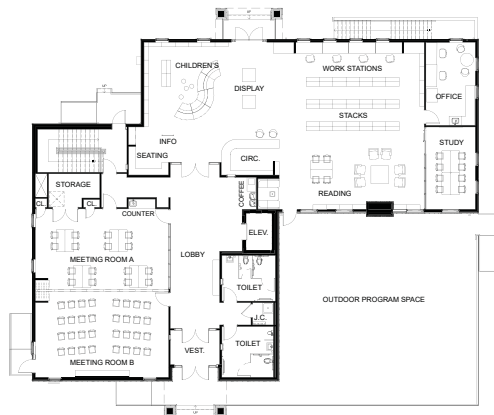 CHILDREN'S
WORK STATIONS
DISPLAY
OFFICE
STACKS
INFO
STUDY
SEATING
CIRC.
STORAGE
COFFEE
READING
CL.
CL.
COUNTER
ELEV.
LOBBY
MEETING ROOM A
TOILET
OUTDOOR PROGRAM SPACE
J.C.
TOILET
VEST.
MEETING ROOM B